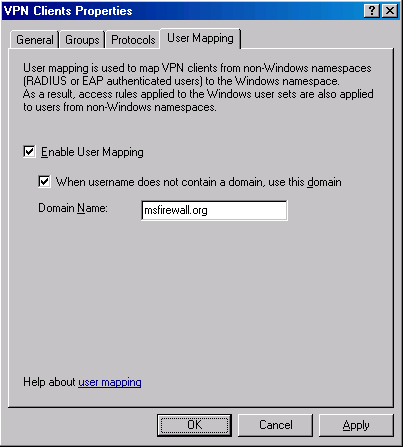 VPN Clients Properties
General Groups Protocols User Mapping
User mapping is used to map VPN clients from non-Windows namespaces
(RADIUS or EAP authenticated users) to the Windows namespace.
As a result, access rules applied to the Windows user sets are also applied
to users from non-Windows namespaces.
Enable User Mapping
When username does not contain a domain, use this domain
Domain Name: msfirewall.org
Help about user mapping
OK Cancel Apply